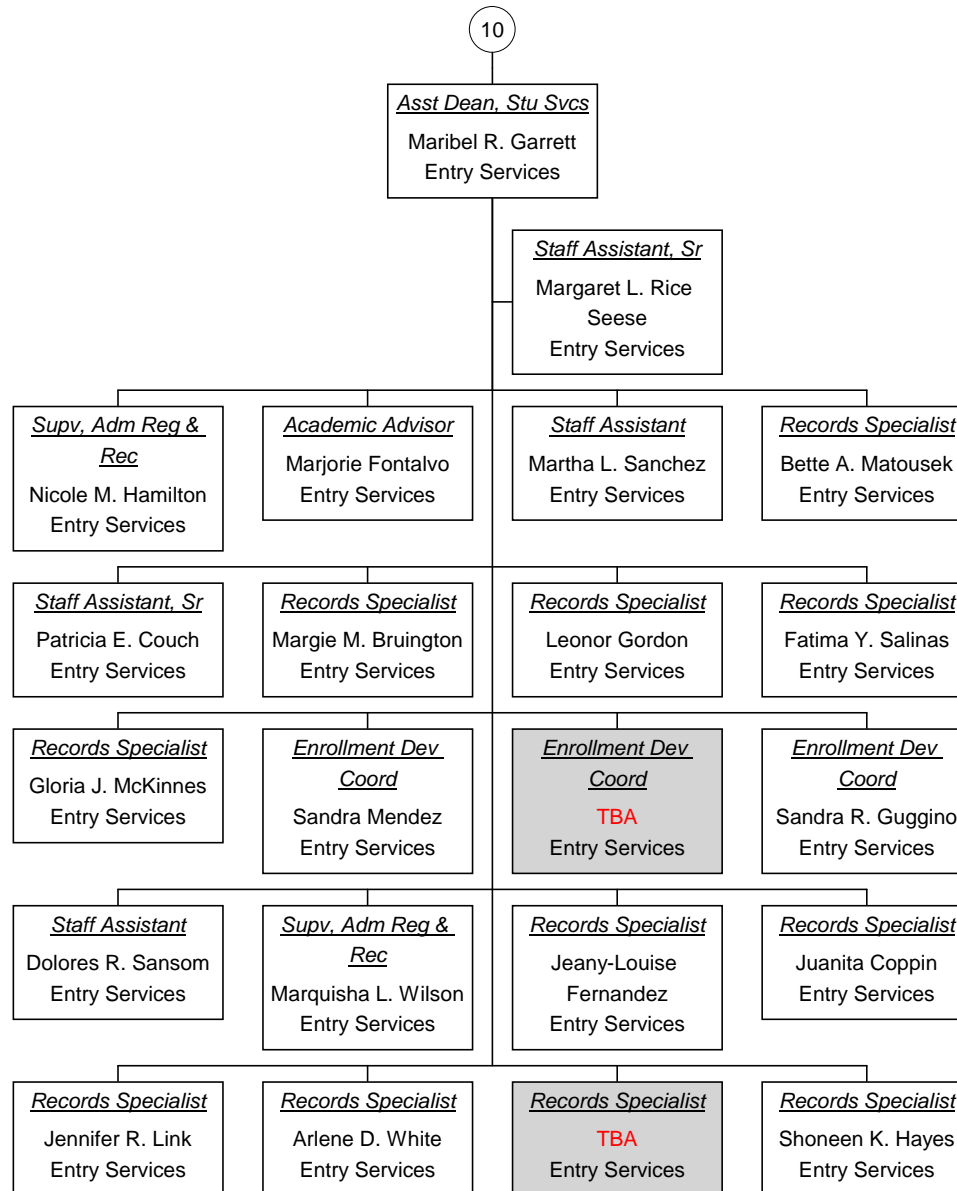 10
Asst Dean, Stu Svcs
Maribel R. Garrett
Entry Services
Staff Assistant, Sr
Margaret L. Rice
Seese
Entry Services
Supv, Adm Reg &
Rec
Nicole M. Hamilton
Entry Services
Academic Advisor
Marjorie Fontalvo
Entry Services
Staff Assistant
Martha L. Sanchez
Entry Services
Records Specialist
Bette A. Matousek
Entry Services
Staff Assistant, Sr
Patricia E. Couch
Entry Services
Records Specialist
Margie M. Bruington
Entry Services
Records Specialist
Leonor Gordon
Entry Services
Records Specialist
Fatima Y. Salinas
Entry Services
Records Specialist
Gloria J. McKinnes
Entry Services
Enrollment Dev
Coord
Sandra Mendez
Entry Services
Enrollment Dev
Coord
TBA
Entry Services
Enrollment Dev
Coord
Sandra R. Guggino
Entry Services
Staff Assistant
Dolores R. Sansom
Entry Services
Supv, Adm Reg &
Rec
Marquisha L. Wilson
Entry Services
Records Specialist
Jeany-Louise
Fernandez
Entry Services
Records Specialist
Juanita Coppin
Entry Services
Records Specialist
Jennifer R. Link
Entry Services
Records Specialist
Arlene D. White
Entry Services
Records Specialist
TBA
Entry Services
Records Specialist
Shoneen K. Hayes
Entry Services